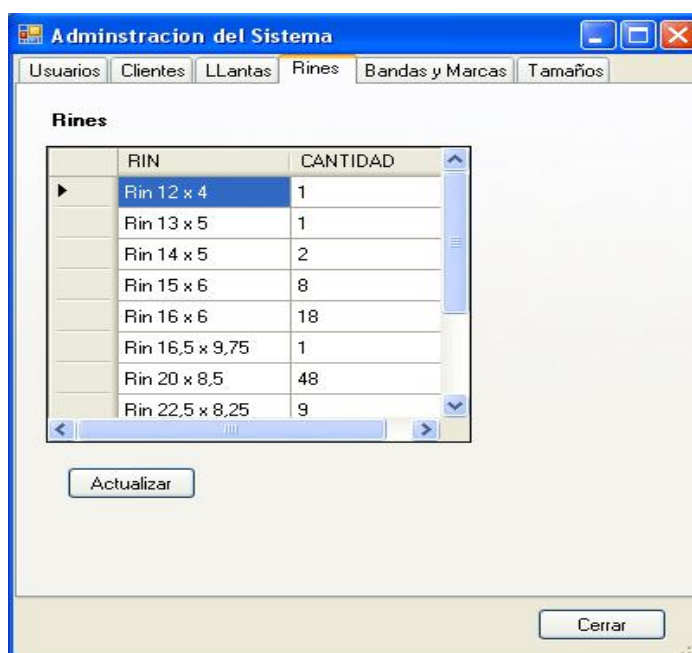 Adminstracion del Sistema
Usuarios Clientes LLantas Rines Bandas y Marcas Tamaños
Rines
RIN CANTIDAD
Rin 12 x 4 1
Rin 13 x 5 1
Rin 14 x 5 2
Rin 15 x 6 8
Rin 16 x 6 18
Rin 16,5 x 9,75 1
Rin 20 x 8,5 48
Rin 22,5 x 8,25 9
Actualizar
Cerrar